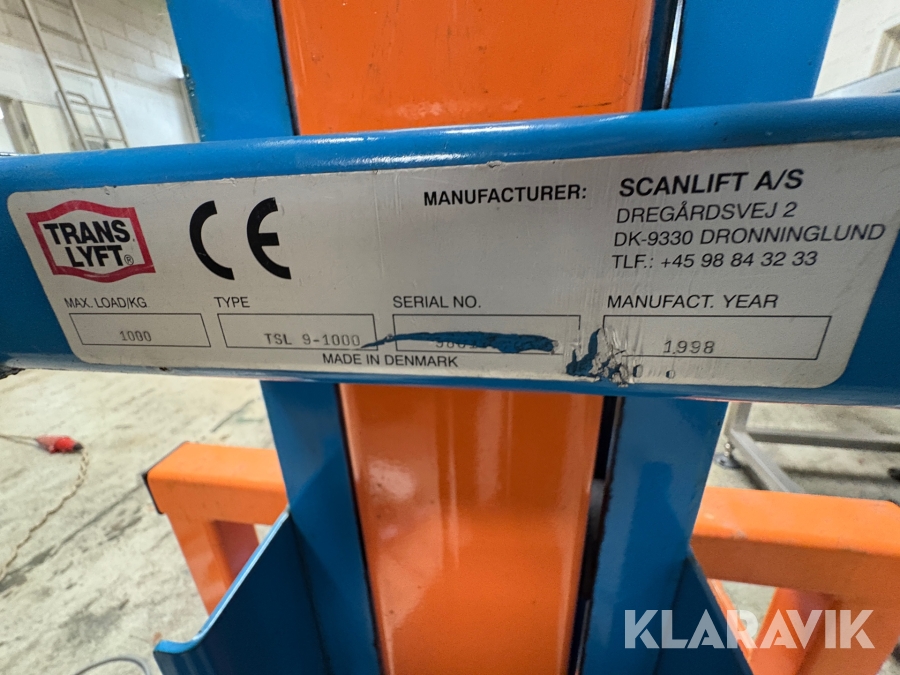 TRANS
LYFT®
CE
MANUFACTURER:
SCANLIFT A/S
DREGÅRDSVEJ 2
DK-9330 DRONNINGLUND
TLF.: +45 98 84 32 33
MAX. LOAD/KG
TYPE
SERIAL NO.
MANUFACT. YEAR
1000
TSL 9-1000
1998
MADE IN DENMARK
KLARAVIK